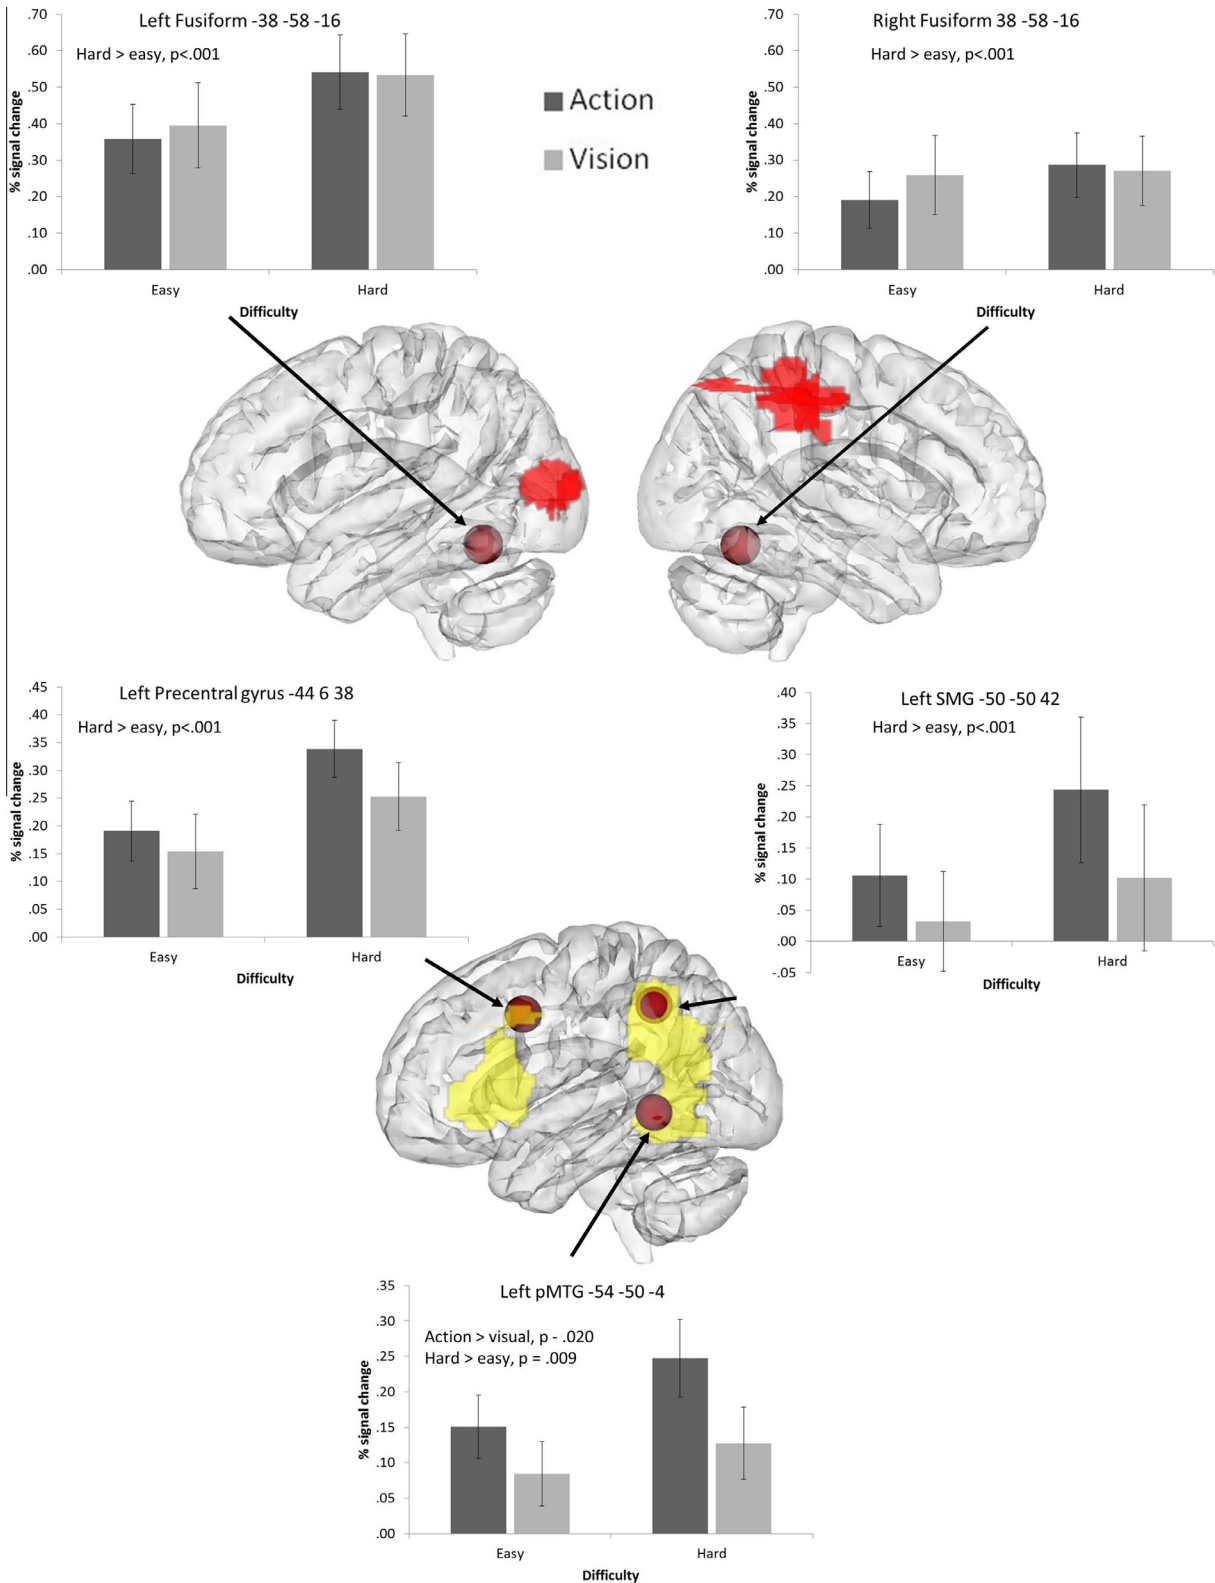 Left Fusiform -38 -58 -16
Hard > easy, p<.001
% signal change
.70
.60
.50
.40
.30
.20
.10
.00
Easy
Hard
Difficulty
Action
Vision
Right Fusiform 38 -58 -16
Hard > easy, p<.001
% signal change
.70
.60
.50
.40
.30
.20
.10
.00
Easy
Hard
Difficulty
Left Precentral gyrus -44 6 38
Hard > easy, p<.001
% signal change
.45
.40
.35
.30
.25
.20
.15
.10
.05
.00
Easy
Hard
Difficulty
Left SMG -50 -50 42
Hard > easy, p<.001
% signal change
.40
.35
.30
.25
.20
.15
.10
.05
.00
-.05
Easy
Hard
Difficulty
Left pMTG -54 -50 -4
Action > visual, p - .020
Hard > easy, p = .009
% signal change
.35
.30
.25
.20
.15
.10
.05
.00
Easy
Hard
Difficulty